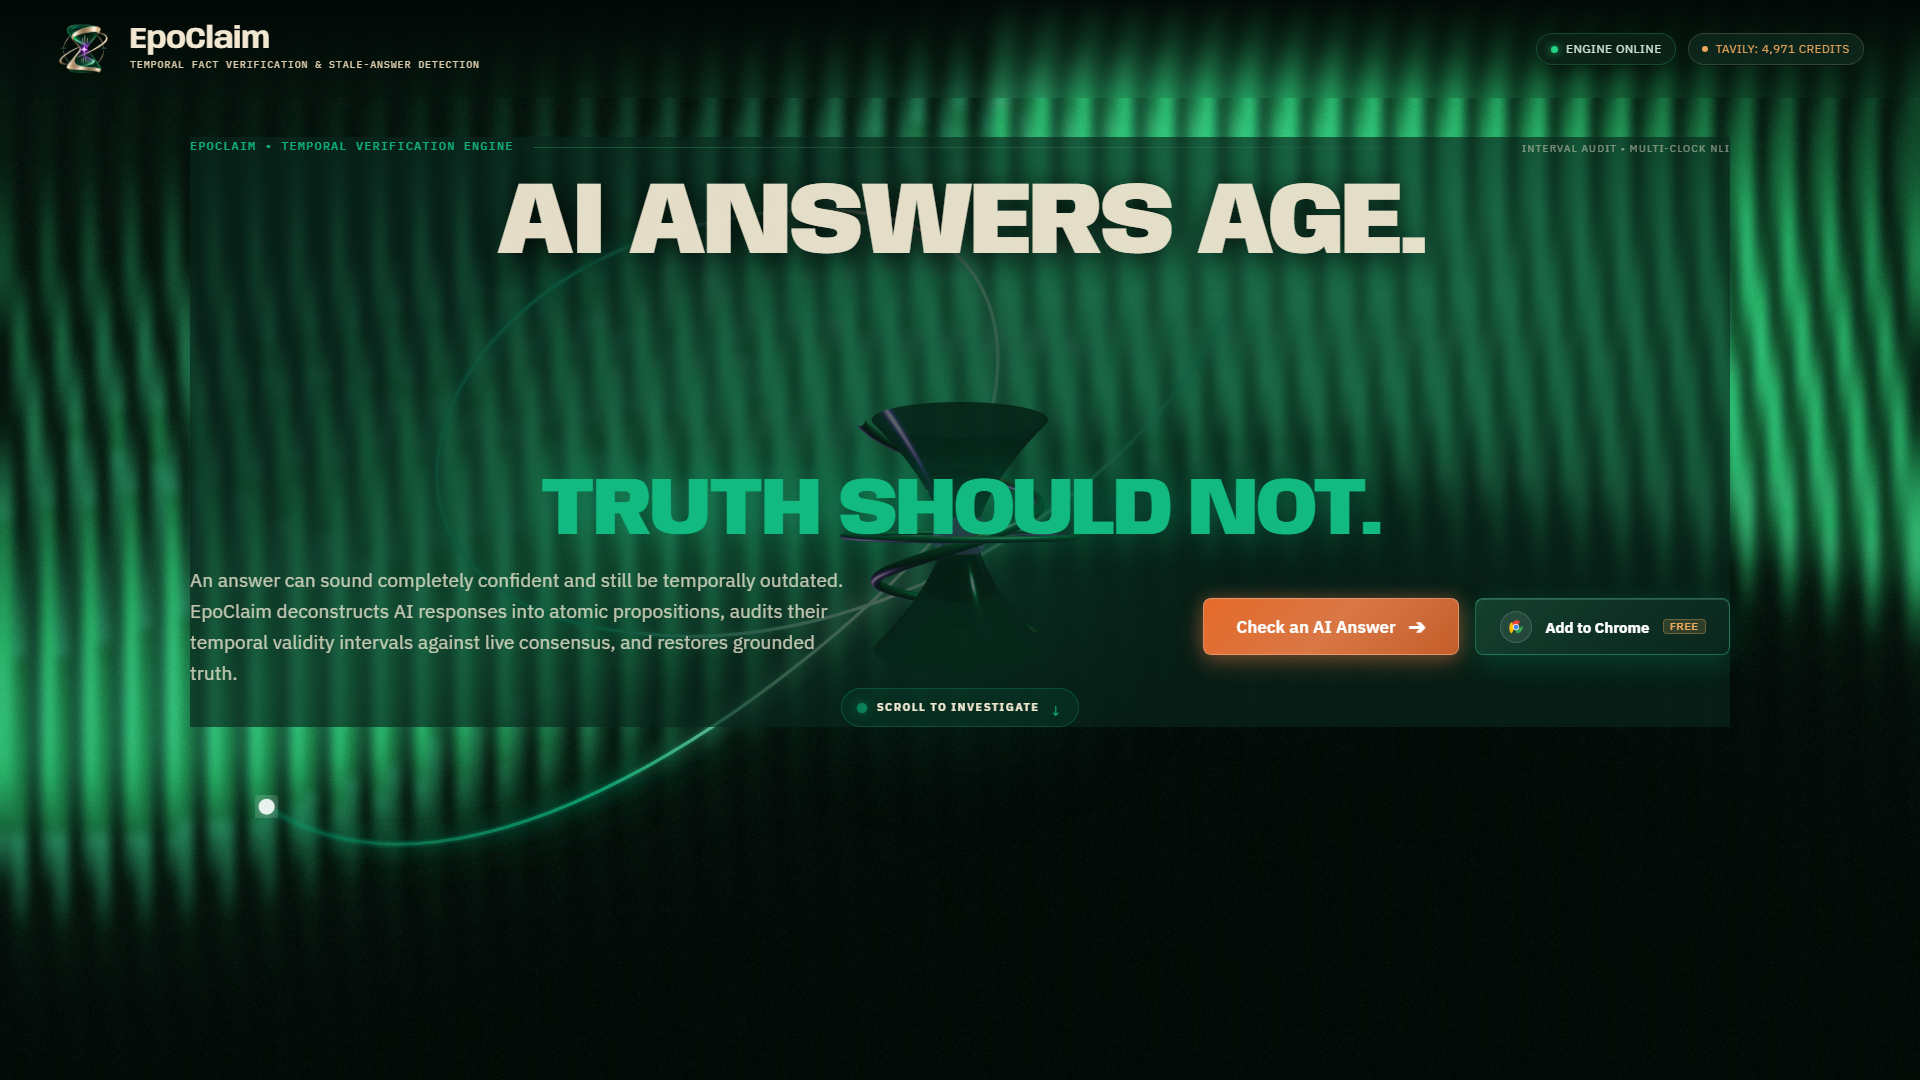 EpoClaim
TEMPORAL FACT VERIFICATION & STALE-ANSWER DETECTION
ENGINE ONLINE
TAVILY: 4,971 CREDITS
EPOCLAIM • TEMPORAL VERIFICATION ENGINE
INTERVAL AUDIT • MULTI-CLOCK NLI
AI ANSWERS AGE.
TRUTH SHOULD NOT.
An answer can sound completely confident and still be temporally outdated.
EpoClaim deconstructs AI responses into atomic propositions, audits their
temporal validity intervals against live consensus, and restores grounded
truth.
Check an AI Answer ➔
Add to Chrome FREE
SCROLL TO INVESTIGATE ↓